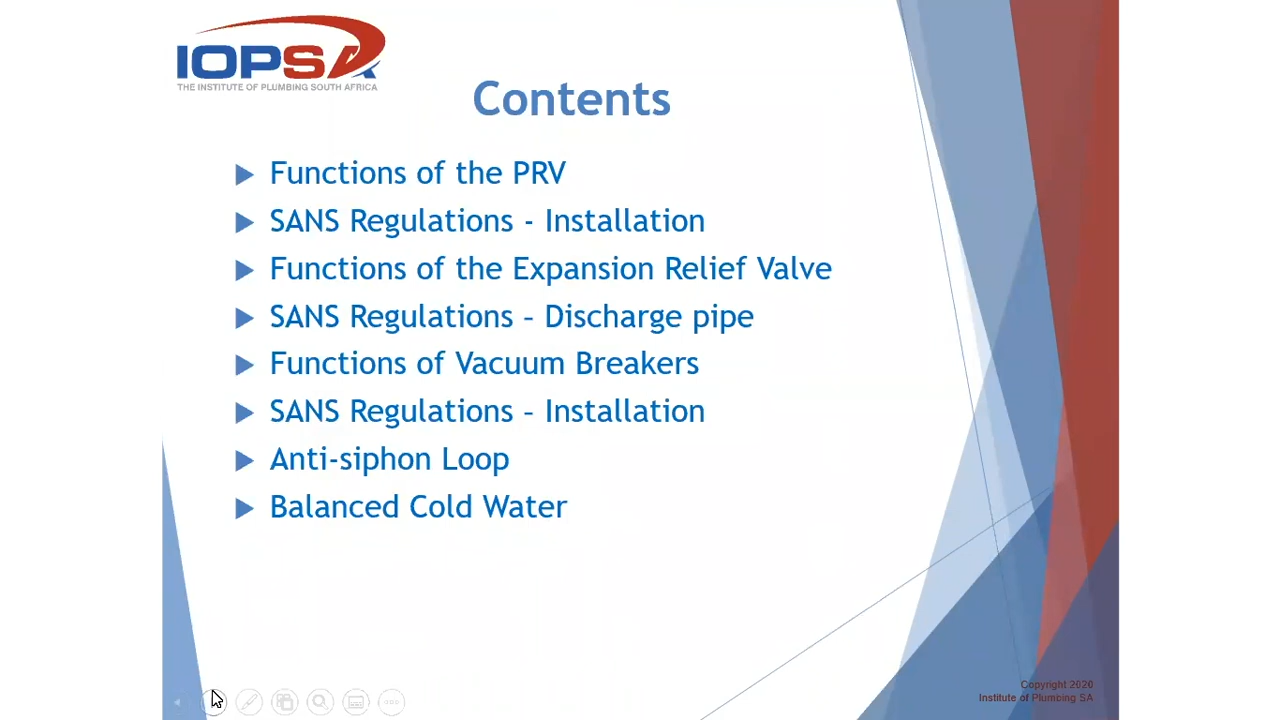 IOPSA
THE INSTITUTE OF PLUMBING SOUTH AFRICA
Contents
Functions of the PRV
SANS Regulations - Installation
Functions of the Expansion Relief Valve
SANS Regulations – Discharge pipe
Functions of Vacuum Breakers
SANS Regulations – Installation
Anti-siphon Loop
Balanced Cold Water
Copyright 2020
Institute of Plumbing SA